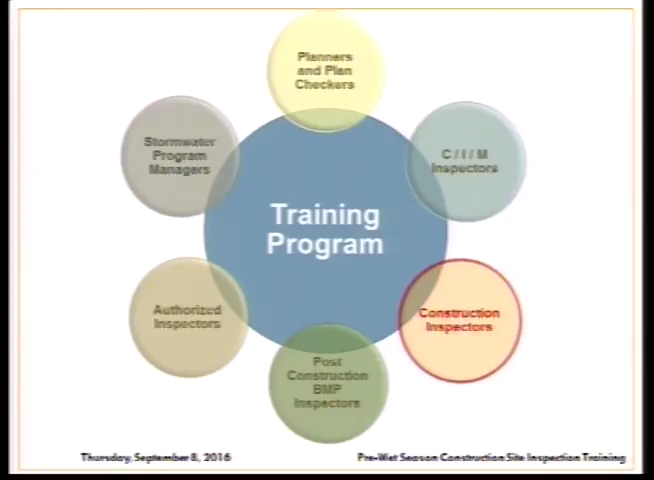 Planners
and Plan
Checkers
Stormwater
Program
Managers
C / I / M
Inspectors
Training
Program
Authorized
Inspectors
Construction
Inspectors
Post
Construction
BMP
Inspectors
Thursday, September 8, 2016
Pre-Wet Season Construction Site Inspection Training